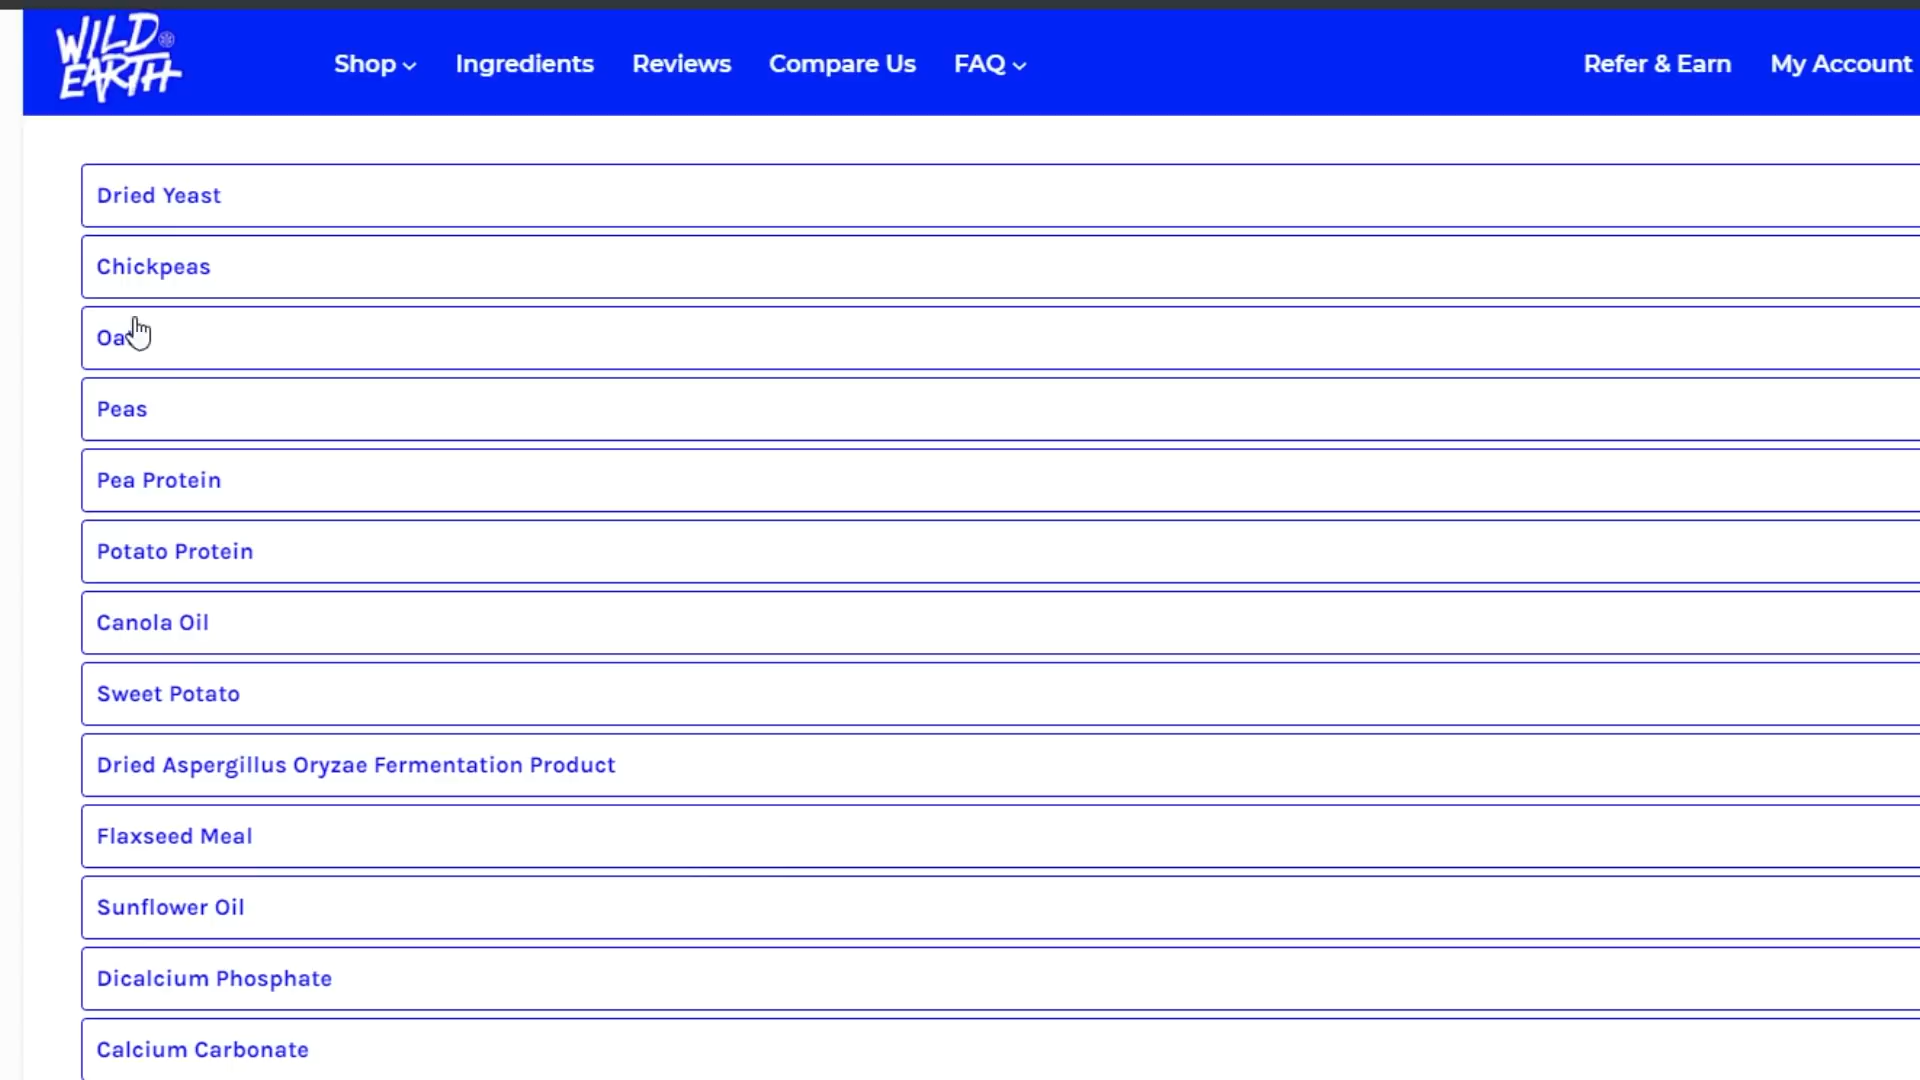 WILD
EARTH
Shop
Ingredients
Reviews
Compare Us
FAQ
Refer & Earn
My Account
Dried Yeast
Chickpeas
Peas
Pea Protein
Potato Protein
Canola Oil
Sweet Potato
Dried Aspergillus Oryzae Fermentation Product
Flaxseed Meal
Sunflower Oil
Dicalcium Phosphate
Calcium Carbonate